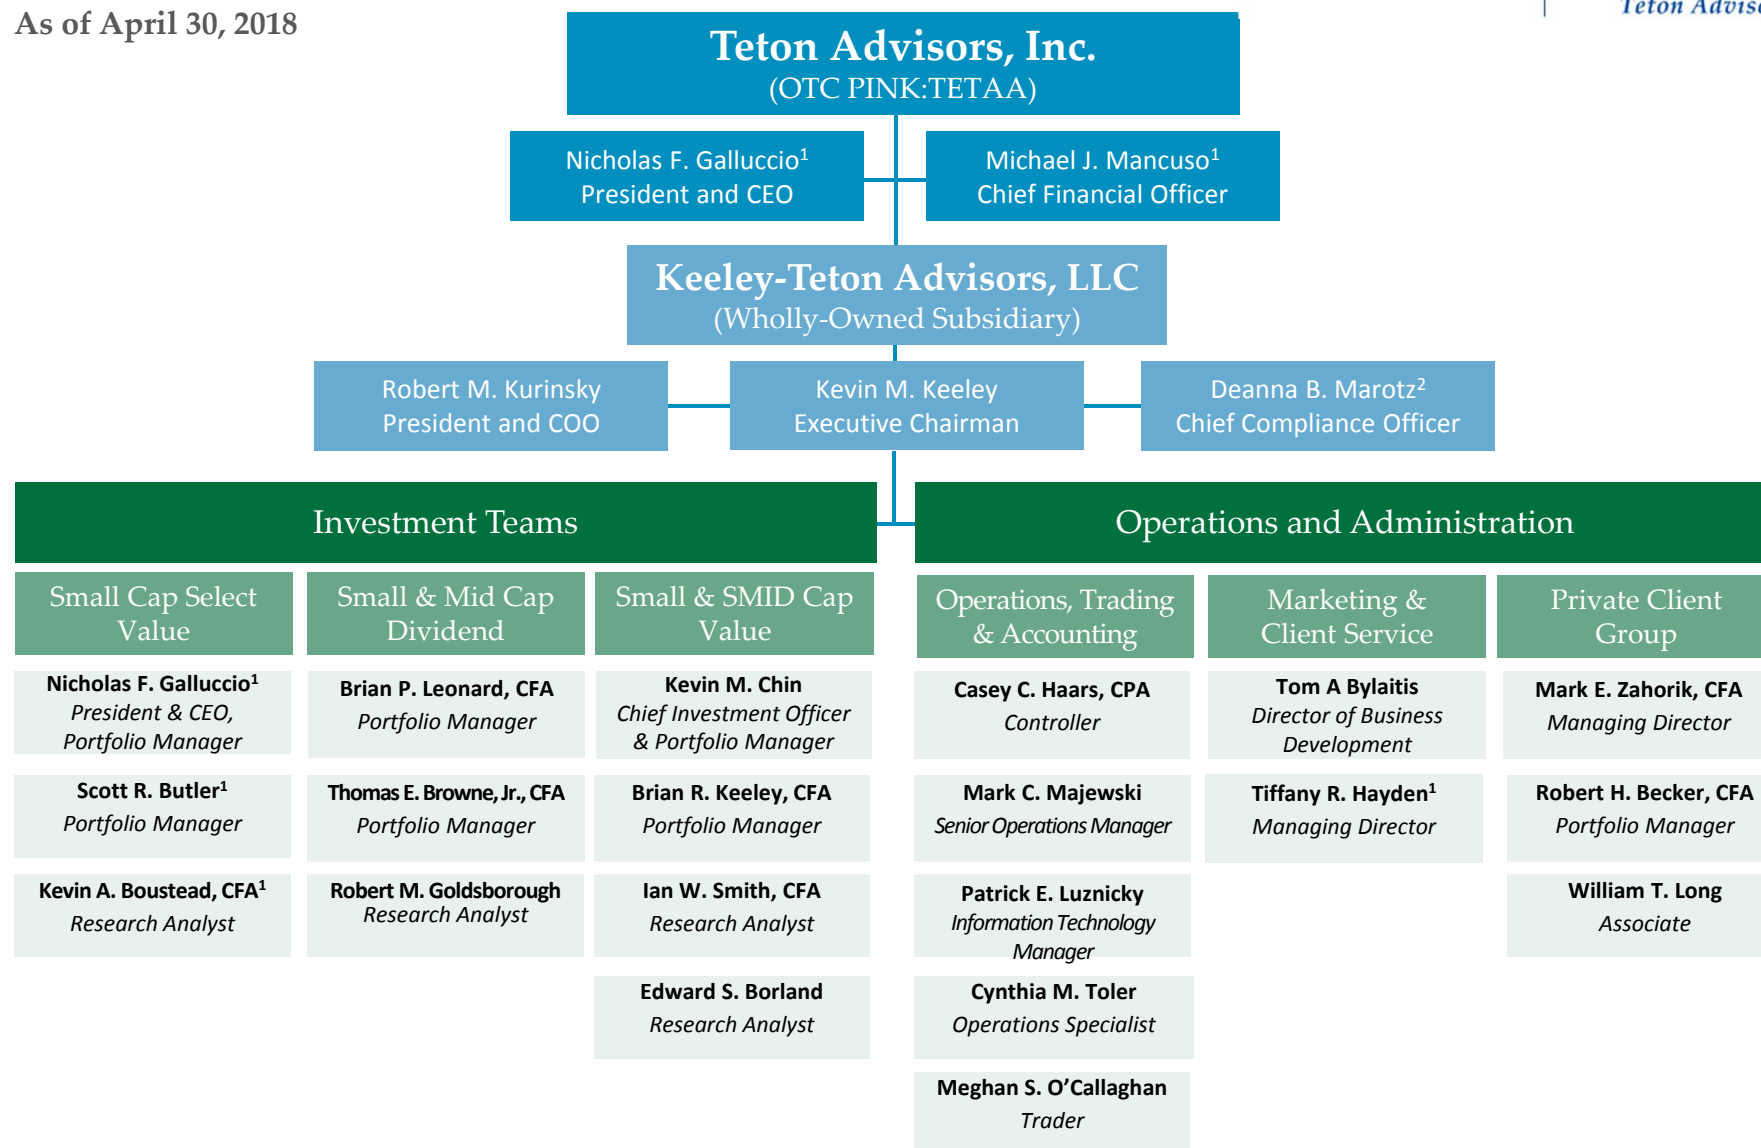 As of April 30, 2018
Teton Advisors, Inc.
(OTC PINK:TETAA)
Nicholas F. Galluccio¹
President and CEO
Michael J. Mancuso¹
Chief Financial Officer
Keeley-Teton Advisors, LLC
(Wholly-Owned Subsidiary)
Robert M. Kurinsky
President and COO
Kevin M. Keeley
Executive Chairman
Deanna B. Marotz²
Chief Compliance Officer
Investment Teams
Small Cap Select
Value
Nicholas F. Galluccio¹
President & CEO,
Portfolio Manager
Scott R. Butler¹
Portfolio Manager
Kevin A. Boustead, CFA¹
Research Analyst
Small & Mid Cap
Dividend
Brian P. Leonard, CFA
Portfolio Manager
Thomas E. Browne, Jr., CFA
Portfolio Manager
Robert M. Goldsborough
Research Analyst
Small & SMID Cap
Value
Kevin M. Chin
Chief Investment Officer
& Portfolio Manager
Brian R. Keeley, CFA
Portfolio Manager
Ian W. Smith, CFA
Research Analyst
Edward S. Borland
Research Analyst
Operations and Administration
Operations, Trading
& Accounting
Casey C. Haars, CPA
Controller
Mark C. Majewski
Senior Operations Manager
Patrick E. Luznicky
Information Technology
Manager
Cynthia M. Toler
Operations Specialist
Meghan S. O’Callaghan
Trader
Marketing &
Client Service
Tom A Bylaitis
Director of Business
Development
Tiffany R. Hayden¹
Managing Director
Private Client
Group
Mark E. Zahorik, CFA
Managing Director
Robert H. Becker, CFA
Portfolio Manager
William T. Long
Associate
Teton